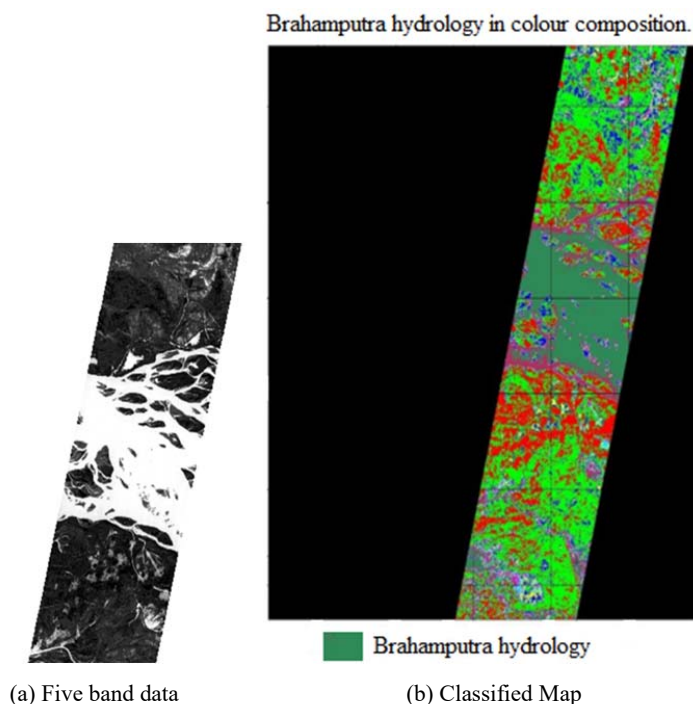 Brahamputra hydrology in colour composition.
Brahamputra hydrology
(a) Five band data
(b) Classified Map